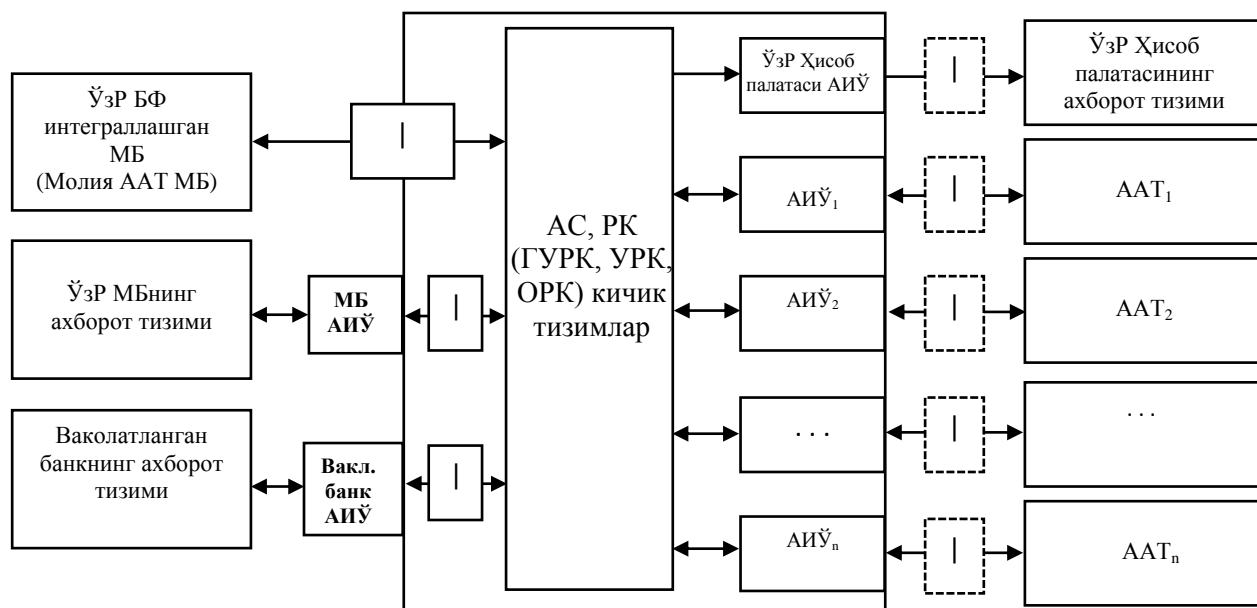 ЎзР БФ
интеграллашган
МБ
(Молия ААТ МБ)
ЎзР МБнинг
ахборот тизими
Ваколатланган
банкнинг ахборот
тизими
МБ
АИЎ
Вакл.
банк
АИЎ
I
I
I
АС, РК
(ГУРК, УРК,
ОРК) кичик
тизимлар
ЎзР Ҳисоб
палатаси АИЎ
АИЎ1
АИЎ2
. . .
АИЎn
I
I
I
I
I
ЎзР Ҳисоб
палатасининг
ахборот тизими
ААТ1
ААТ2
. . .
ААТn